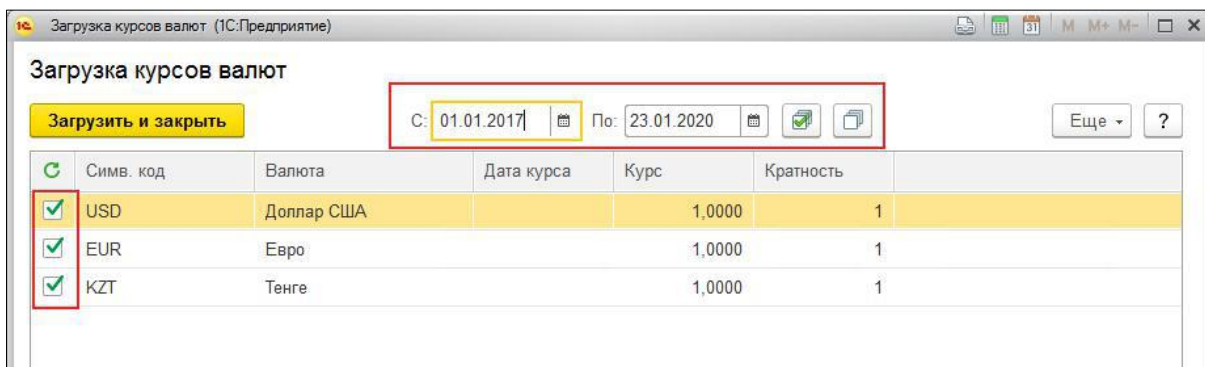 1С Загрузка курсов валют (1С:Предприятие) 31 M M+ M-
Загрузка курсов валют
Загрузить и закрыть С: 01.01.2017 По: 23.01.2020 Еще ?
Симв. код Валюта Дата курса Курс Кратность
USD Доллар США 1,0000 1
EUR Евро 1,0000 1
KZT Тенге 1,0000 1